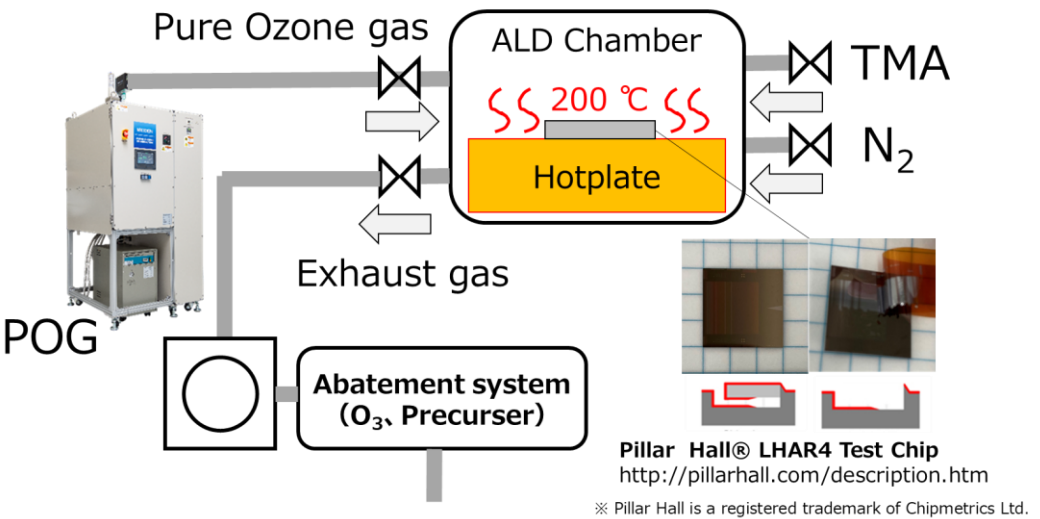 Pure Ozone gas
ALD Chamber
TMA
200 ℃
N₂
Hotplate
Exhaust gas
POG
Abatement system
(O₃、Precurser)
Pillar Hall® LHAR4 Test Chip
http://pillarhall.com/description.htm
※ Pillar Hall is a registered trademark of Chipmetrics Ltd.